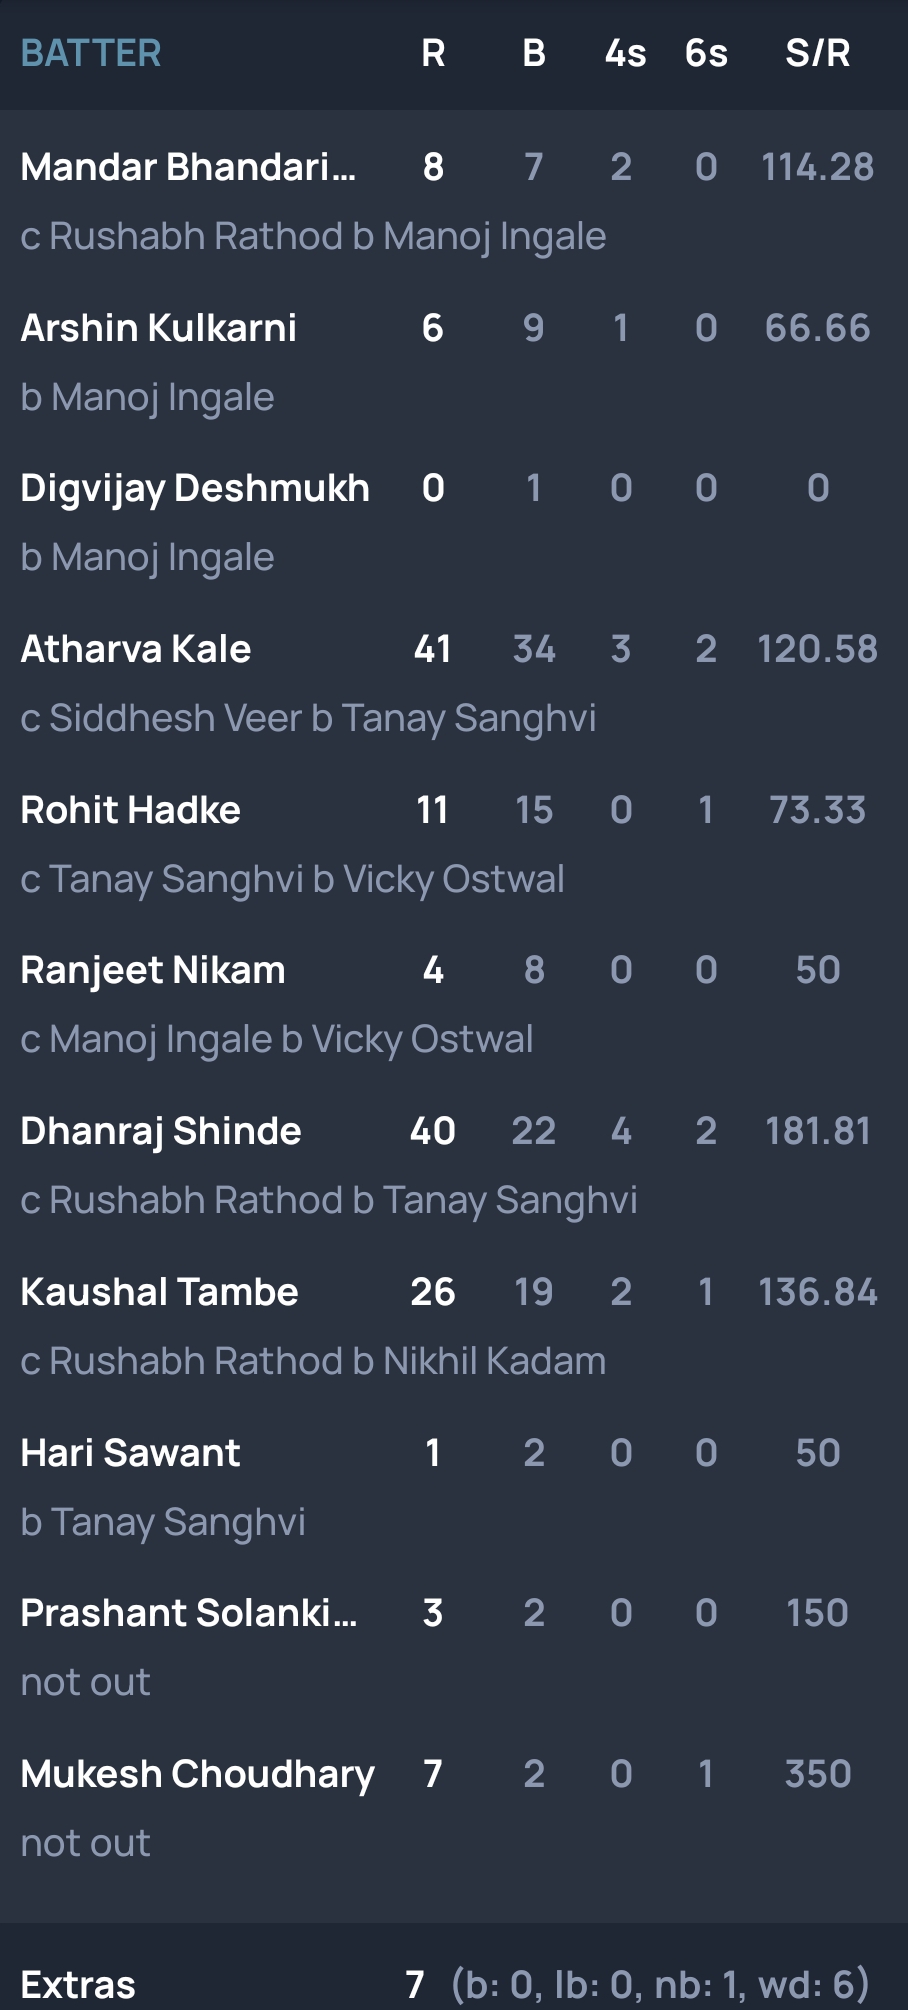 BATTER R B 4s 6s S/R
Mandar Bhandari... 8 7 2 0 114.28
c Rushabh Rathod b Manoj Ingale
Arshin Kulkarni 6 9 1 0 66.66
b Manoj Ingale
Digvijay Deshmukh 0 1 0 0 0
b Manoj Ingale
Atharva Kale 41 34 3 2 120.58
c Siddhesh Veer b Tanay Sanghvi
Rohit Hadke 11 15 0 1 73.33
c Tanay Sanghvi b Vicky Ostwal
Ranjeet Nikam 4 8 0 0 50
c Manoj Ingale b Vicky Ostwal
Dhanraj Shinde 40 22 4 2 181.81
c Rushabh Rathod b Tanay Sanghvi
Kaushal Tambe 26 19 2 1 136.84
c Rushabh Rathod b Nikhil Kadam
Hari Sawant 1 2 0 0 50
b Tanay Sanghvi
Prashant Solanki... 3 2 0 0 150
not out
Mukesh Choudhary 7 2 0 1 350
not out
Extras 7 (b: 0, lb: 0, nb: 1, wd: 6)